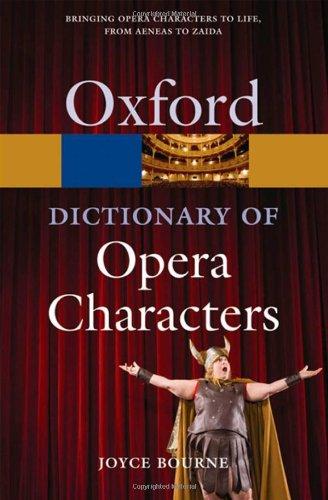 BRINGING OPERA CHARACTERS TO LIFE,
FROM AENEAS TO ZAIDA
Oxford
DICTIONARY OF
Opera
Characters
JOYCE BOURNE